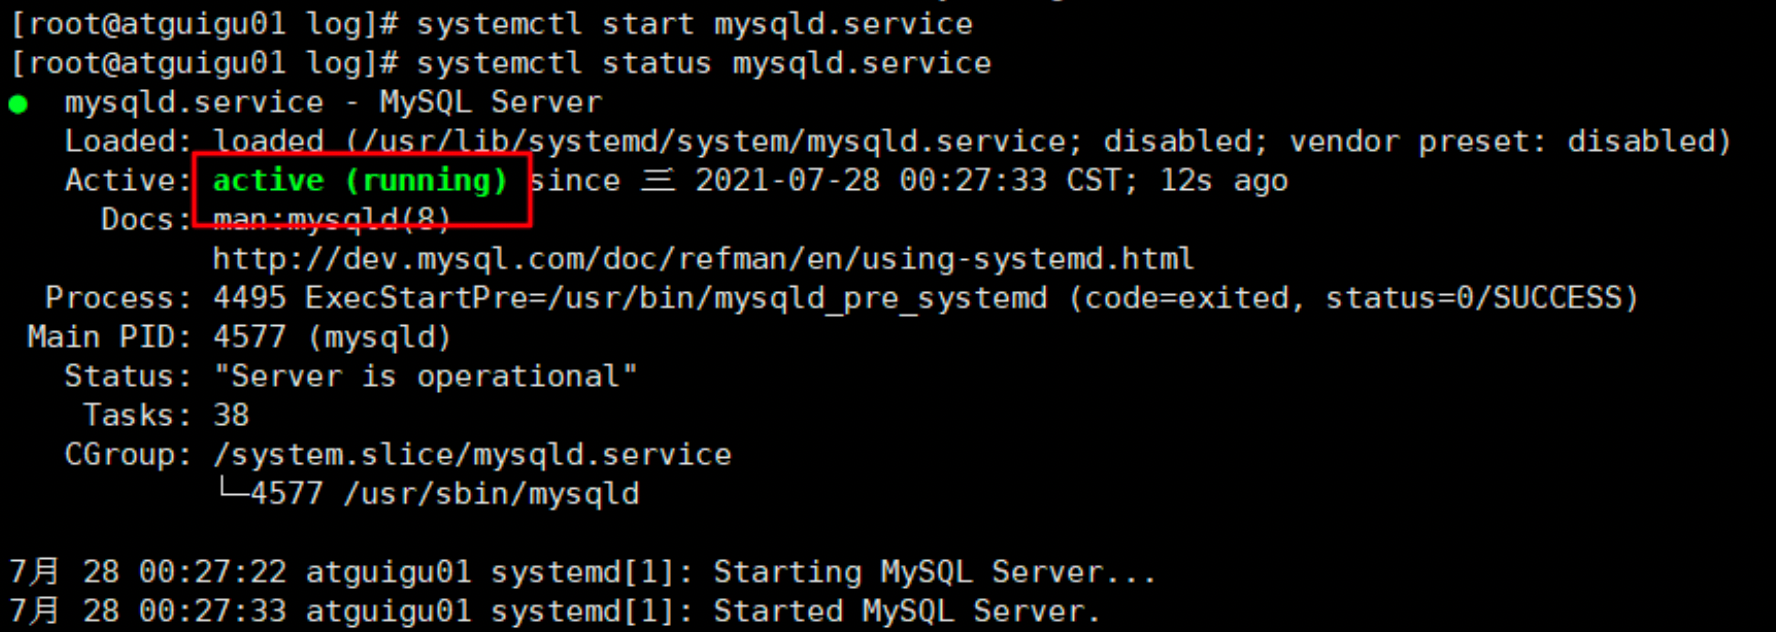 [root@atguigu01 log]# systemctl start mysqld.service
[root@atguigu01 log]# systemctl status mysqld.service
● mysqld.service - MySQL Server
Loaded: loaded (/usr/lib/systemd/system/mysqld.service; disabled; vendor preset: disabled)
Active: active (running) since 三 2021-07-28 00:27:33 CST; 12s ago
Docs: man:mysqld(8)
http://dev.mysql.com/doc/refman/en/using-systemd.html
Process: 4495 ExecStartPre=/usr/bin/mysqld_pre_systemd (code=exited, status=0/SUCCESS)
Main PID: 4577 (mysqld)
Status: "Server is operational"
Tasks: 38
CGroup: /system.slice/mysqld.service
└─4577 /usr/sbin/mysqld
7月 28 00:27:22 atguigu01 systemd[1]: Starting MySQL Server...
7月 28 00:27:33 atguigu01 systemd[1]: Started MySQL Server.